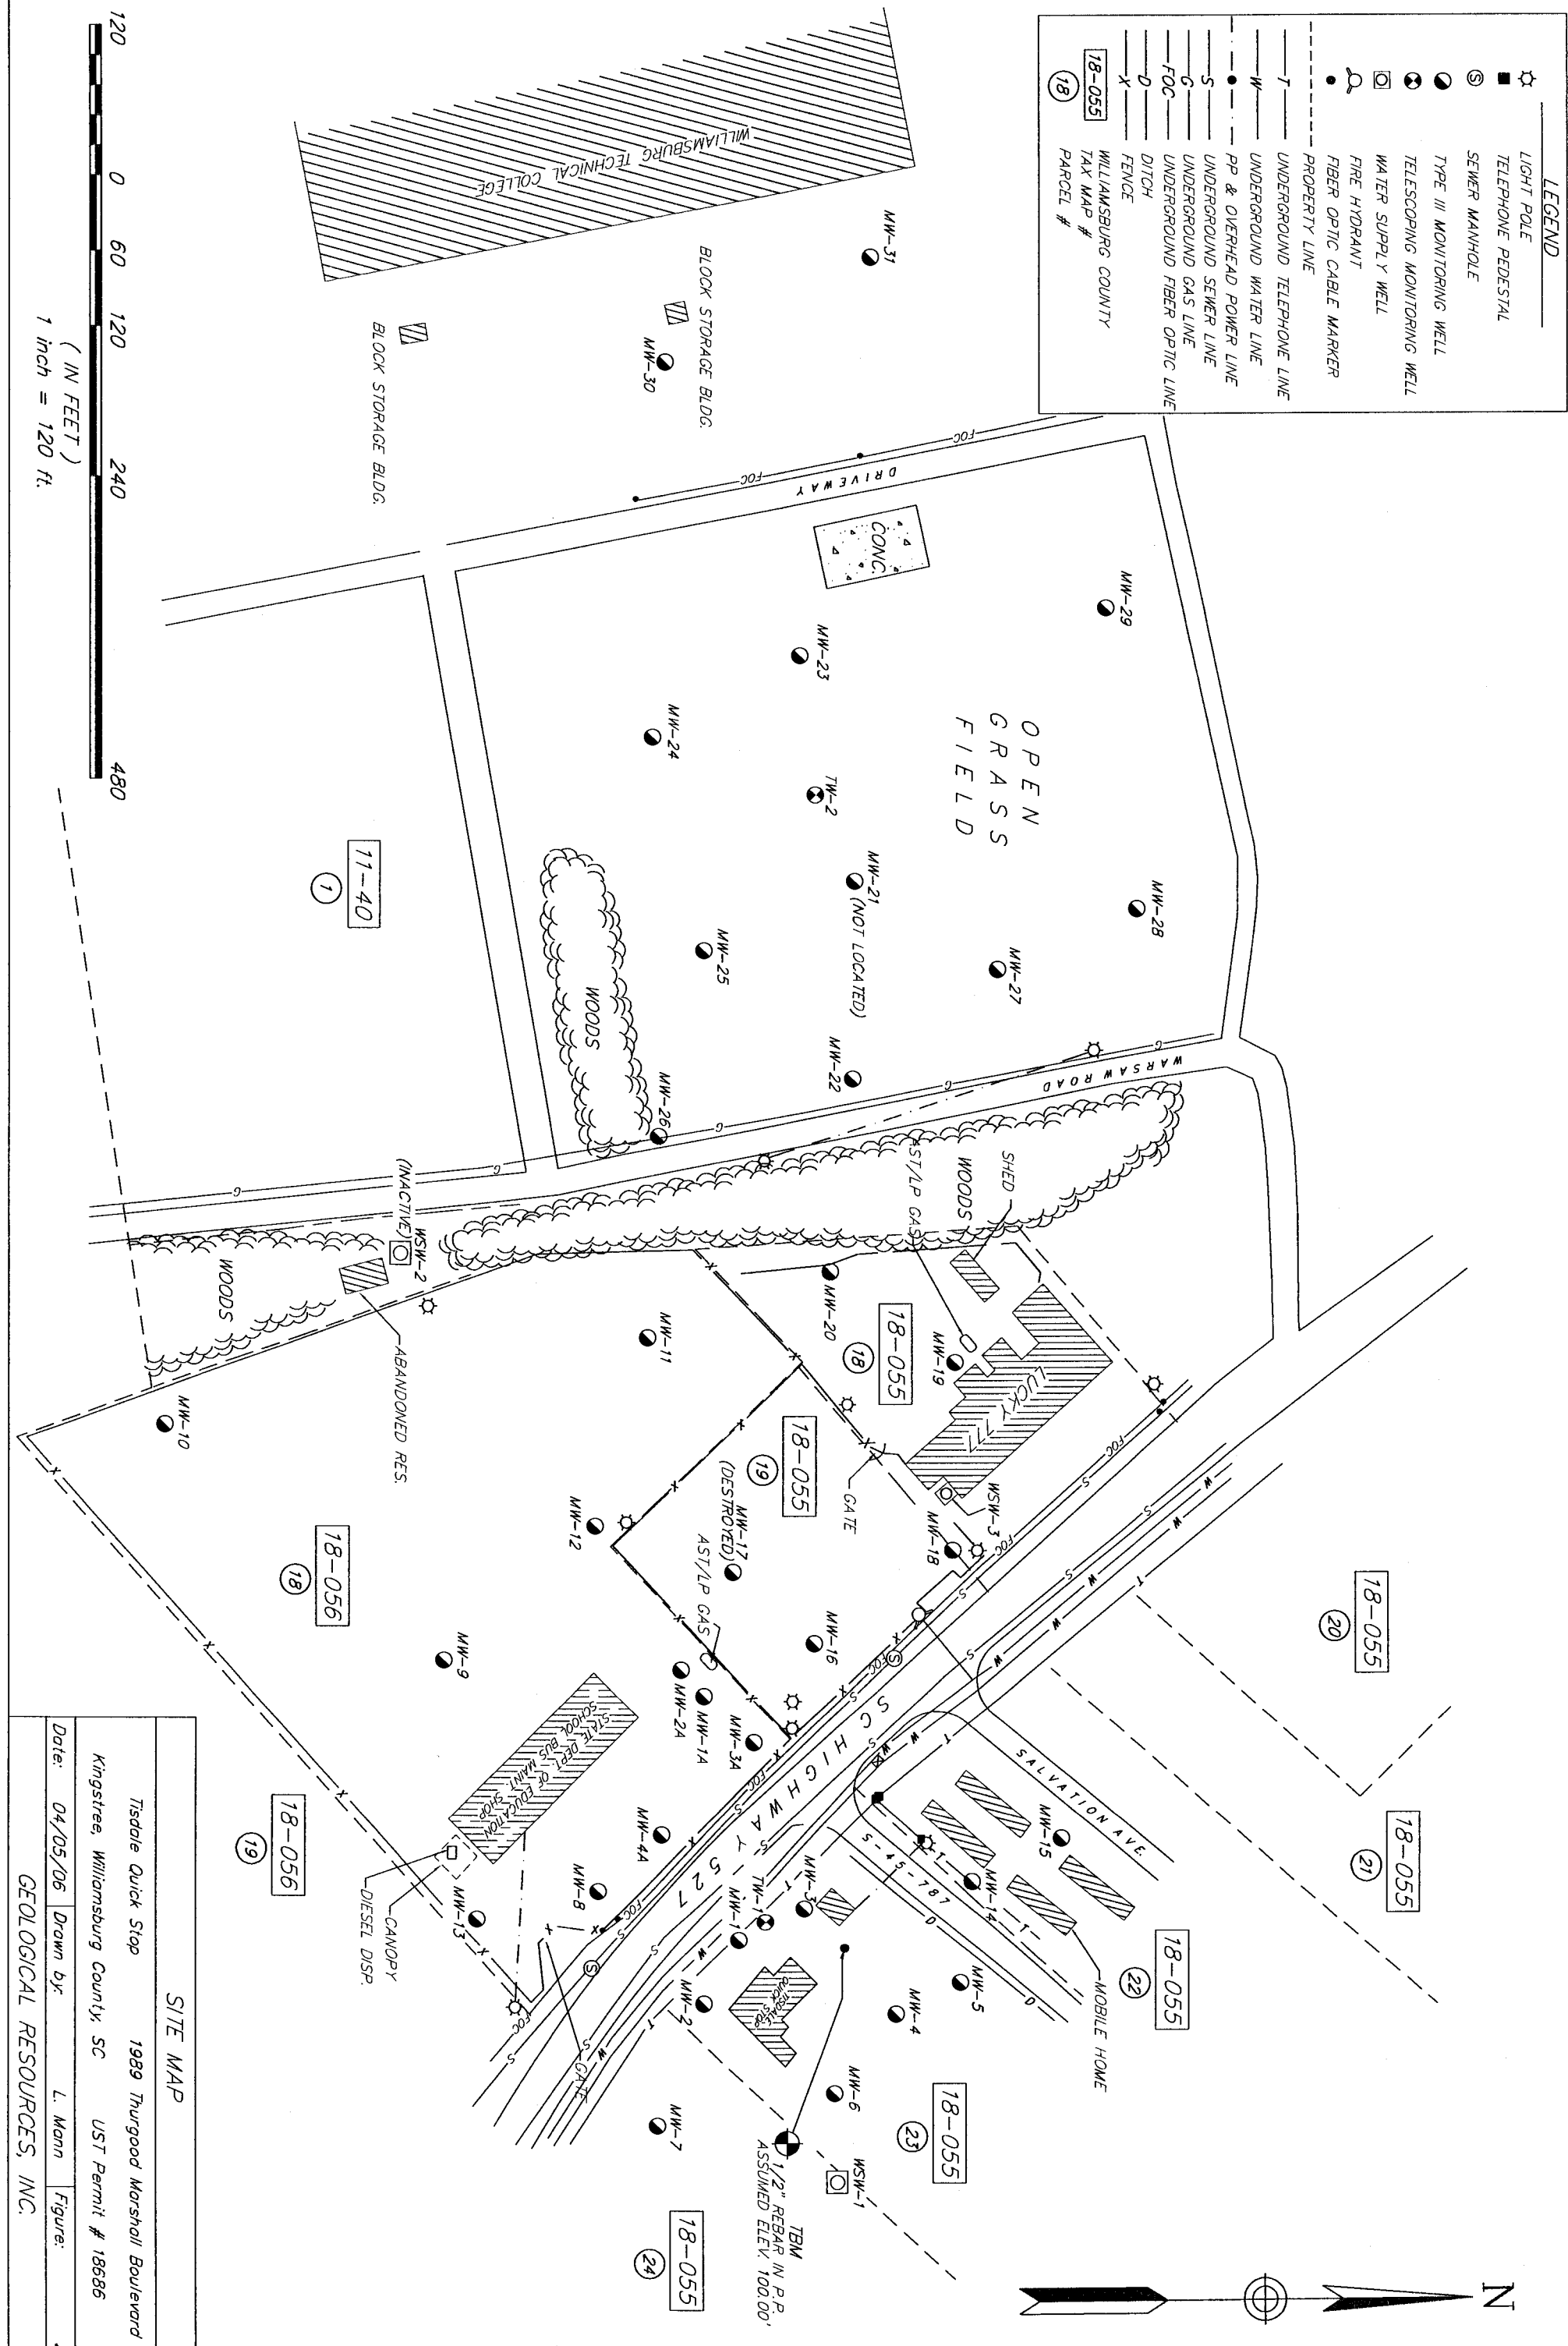 LEGEND
LIGHT POLE
TELEPHONE PEDESTAL
S SEWER MANHOLE
TYPE III MONITORING WELL
TELESCOPING MONITORING WELL
WATER SUPPLY WELL
FIRE HYDRANT
FIBER OPTIC CABLE MARKER
PROPERTY LINE
T UNDERGROUND TELEPHONE LINE
W UNDERGROUND WATER LINE
PP & OVERHEAD POWER LINE
S UNDERGROUND SEWER LINE
G UNDERGROUND GAS LINE
FOC UNDERGROUND FIBER OPTIC LINE
D DITCH
X FENCE
18-055 WILLIAMSBURG COUNTY
TAX MAP #
18 PARCEL #
WILLIAMSBURG TECHNICAL COLLEGE
MW-31
BLOCK STORAGE BLDG.
MW-30
BLOCK STORAGE BLDG.
FOC
FOC
DRIVEWAY
CONC.
MW-29
MW-23
MW-24
TW-2
OPEN
GRASS
FIELD
MW-28
MW-27
MW-21
(NOT LOCATED)
MW-25
MW-22
MW-26
WOODS
11-40
1
WARSAW ROAD
G
G
G
G
G
SHED
WOODS
AST/LP GAS
WSW-2
(INACTIVE)
WOODS
ABANDONED RES.
MW-20
18-055
18
MW-19
LUCKY 777
WSW-3
MW-18
GATE
MW-11
MW-10
MW-12
18-055
19
MW-17
(DESTROYED)
AST/LP GAS
MW-16
MW-9
18-056
18
MW-2A
MW-1A
MW-3A
MW-4A
STATE DEPT. OF EDUCATION
SCHOOL BUS MAINT SHOP
MW-8
MW-13
CANOPY
DIESEL DISP.
GATE
18-056
19
SC HIGHWAY 527
SALVATION AVE.
S-45-787
18-055
20
18-055
21
18-055
22
MOBILE HOME
MW-15
MW-14
MW-3
TW-1
MW-1
MW-2
TISDALE
QUICK STOP
MW-5
MW-4
MW-6
MW-7
18-055
23
WSW-1
TBM
1/2" REBAR IN P.P.
ASSUMED ELEV. 100.00'
18-055
24
N
120 0 60 120 240 480
( IN FEET )
1 inch = 120 ft.
SITE MAP
Tisdale Quick Stop 1989 Thurgood Marshall Boulevard
Kingstree, Williamsburg County, SC UST Permit # 18686
Date: 04/05/06 Drawn by: L. Mann Figure:
GEOLOGICAL RESOURCES, INC.